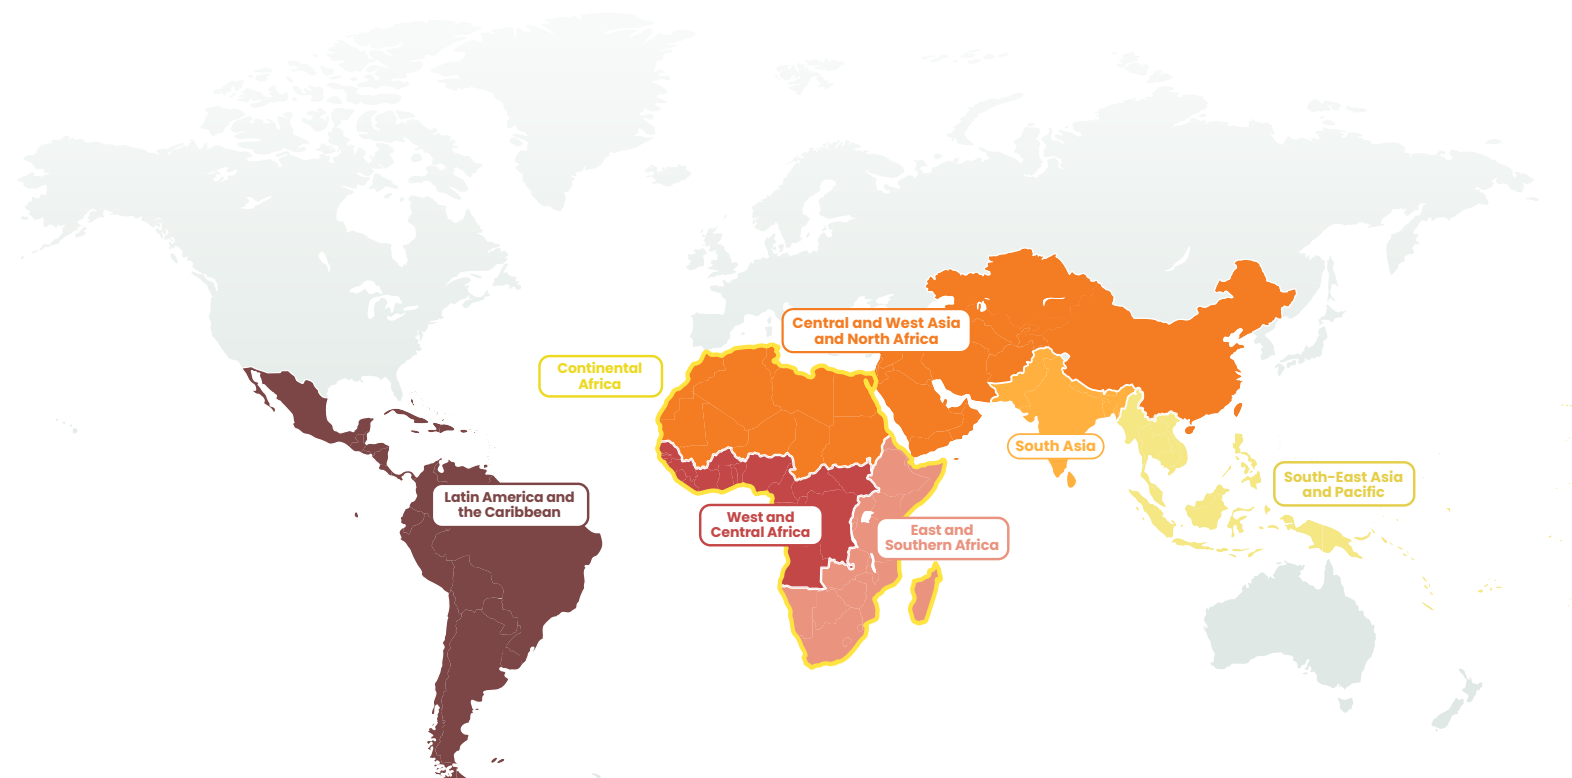 Central and West Asia
and North Africa
Continental
Africa
South Asia
South-East Asia
and Pacific
Latin America and
the Caribbean
West and
Central Africa
East and
Southern Africa